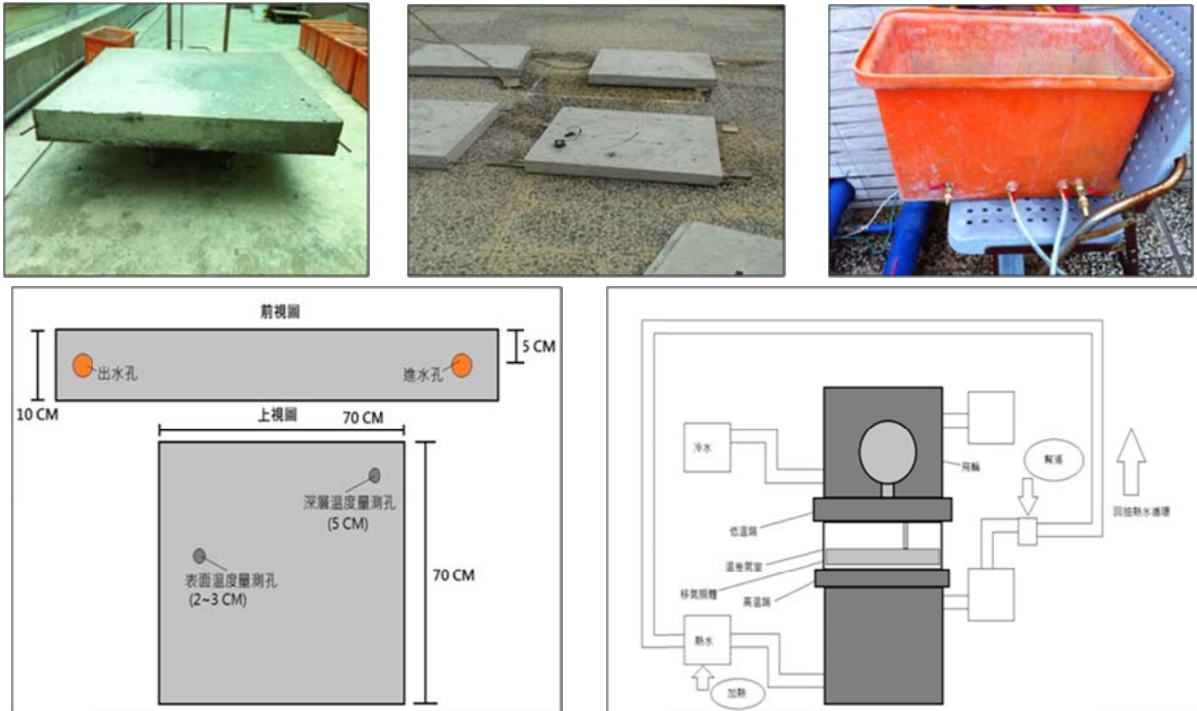 前視圖
5 CM
出水孔
進水孔
10 CM
上視圖
70 CM
深層溫度量測孔
(5 CM)
表面溫度量測孔
(2~3 CM)
70 CM
冷水
飛輪
幫浦
回抽熱水循環
低溫端
溫差氣室
移氣胴體
高溫端
熱水
加熱